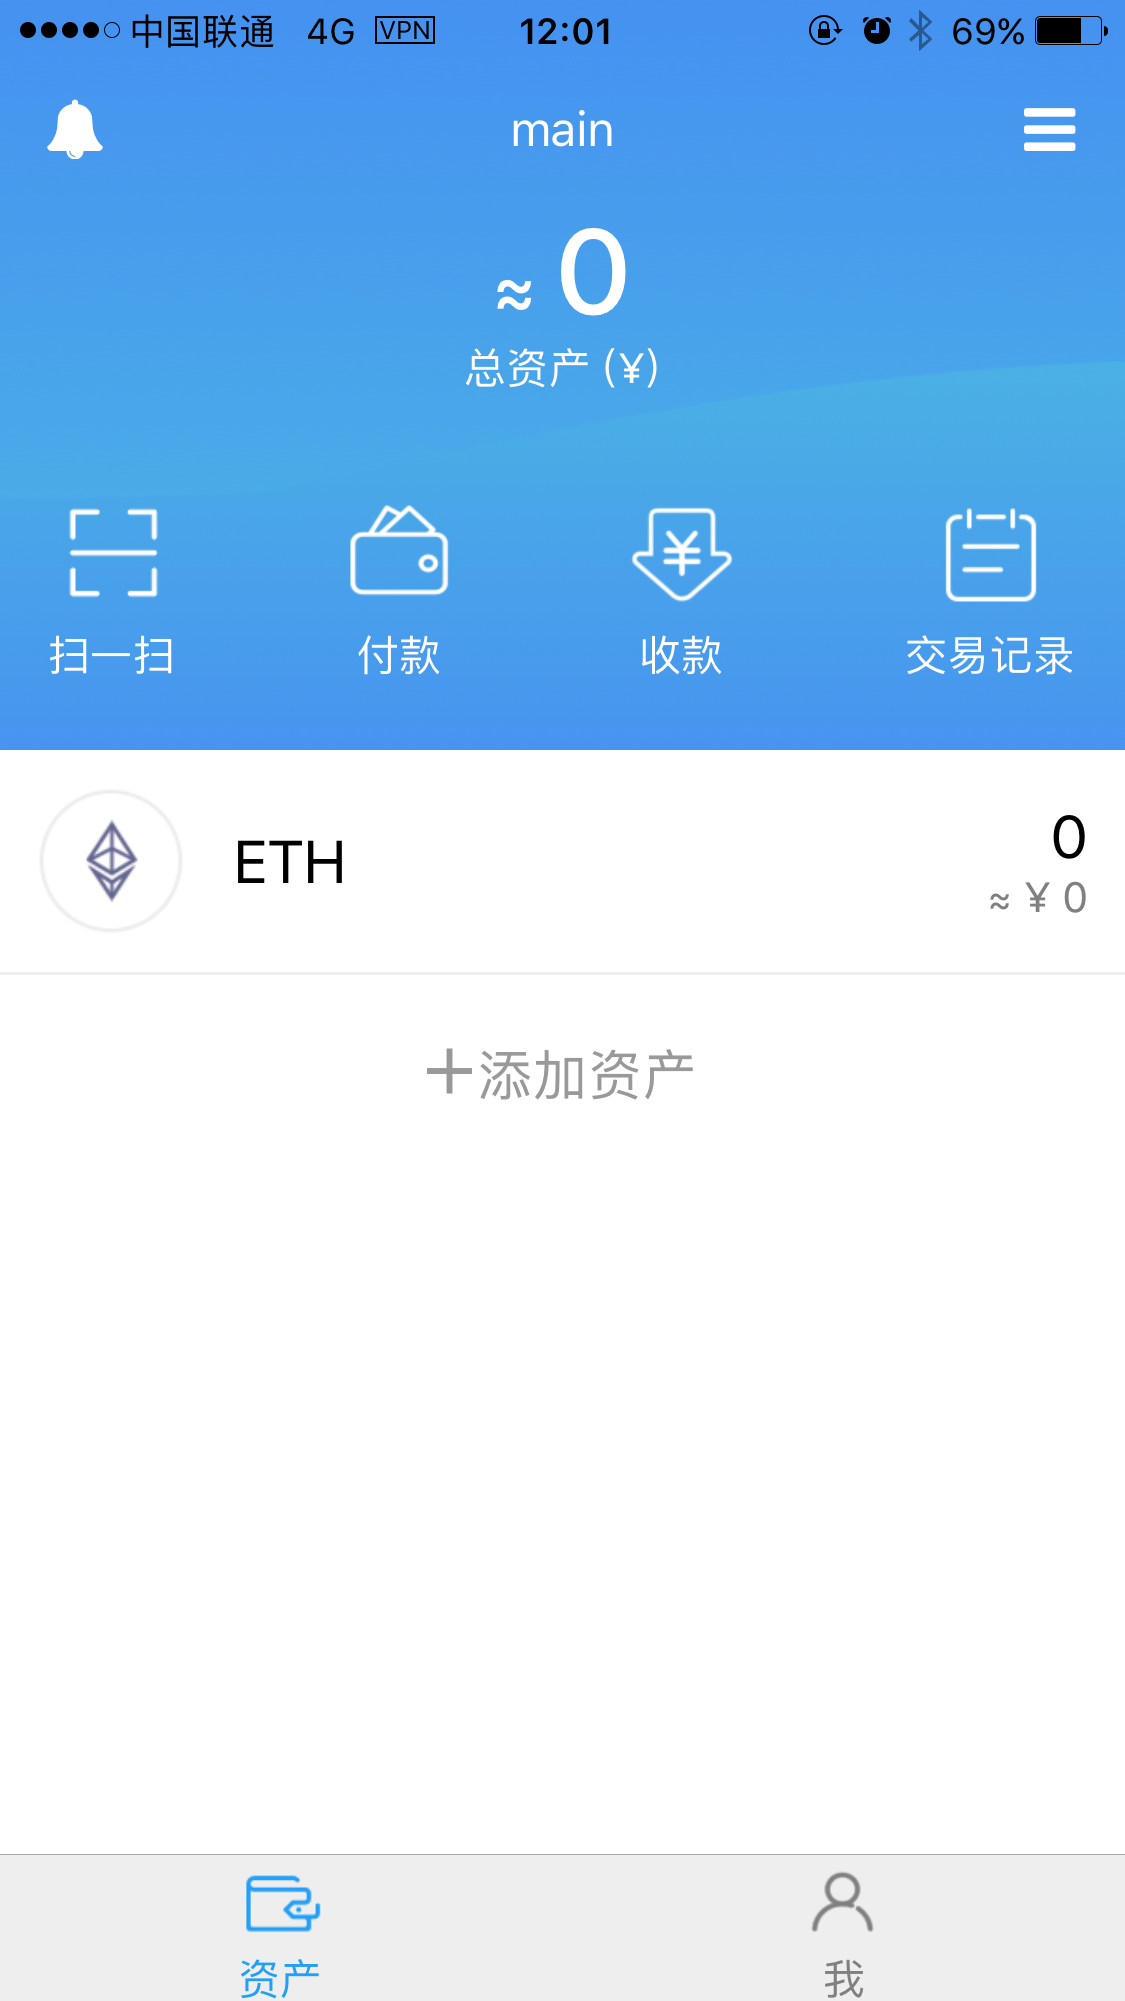 中国联通 4G VPN 12:01 69%
main
≈ 0
总资产 (¥)
扫一扫 付款 收款 交易记录
ETH 0
≈ ¥ 0
+添加资产
资产 我